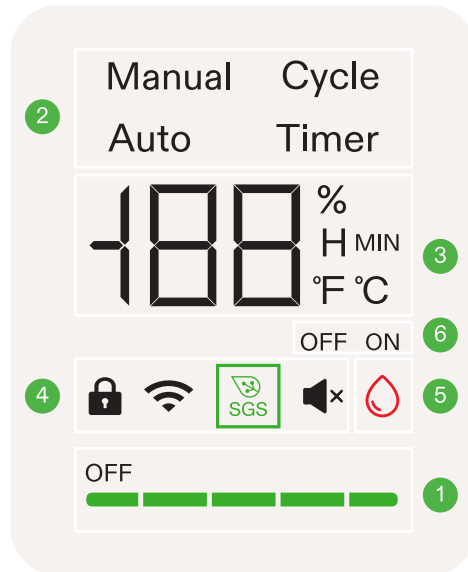 Manual Cycle
2
Auto Timer
188
%
H MIN
3
°F °C
OFF ON
6
4
SGS
5
OFF
1